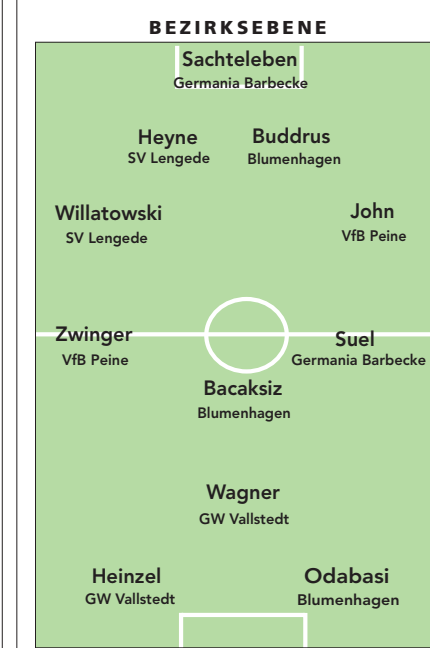 BEZIRKSEBENE
Sachteleben
Germania Barbecke
Heyne
SV Lengede
Buddrus
Blumenhagen
Willatowski
SV Lengede
John
VfB Peine
Zwinger
VfB Peine
Suel
Germania Barbecke
Bacaksiz
Blumenhagen
Wagner
GW Vallstedt
Heinzel
GW Vallstedt
Odabasi
Blumenhagen